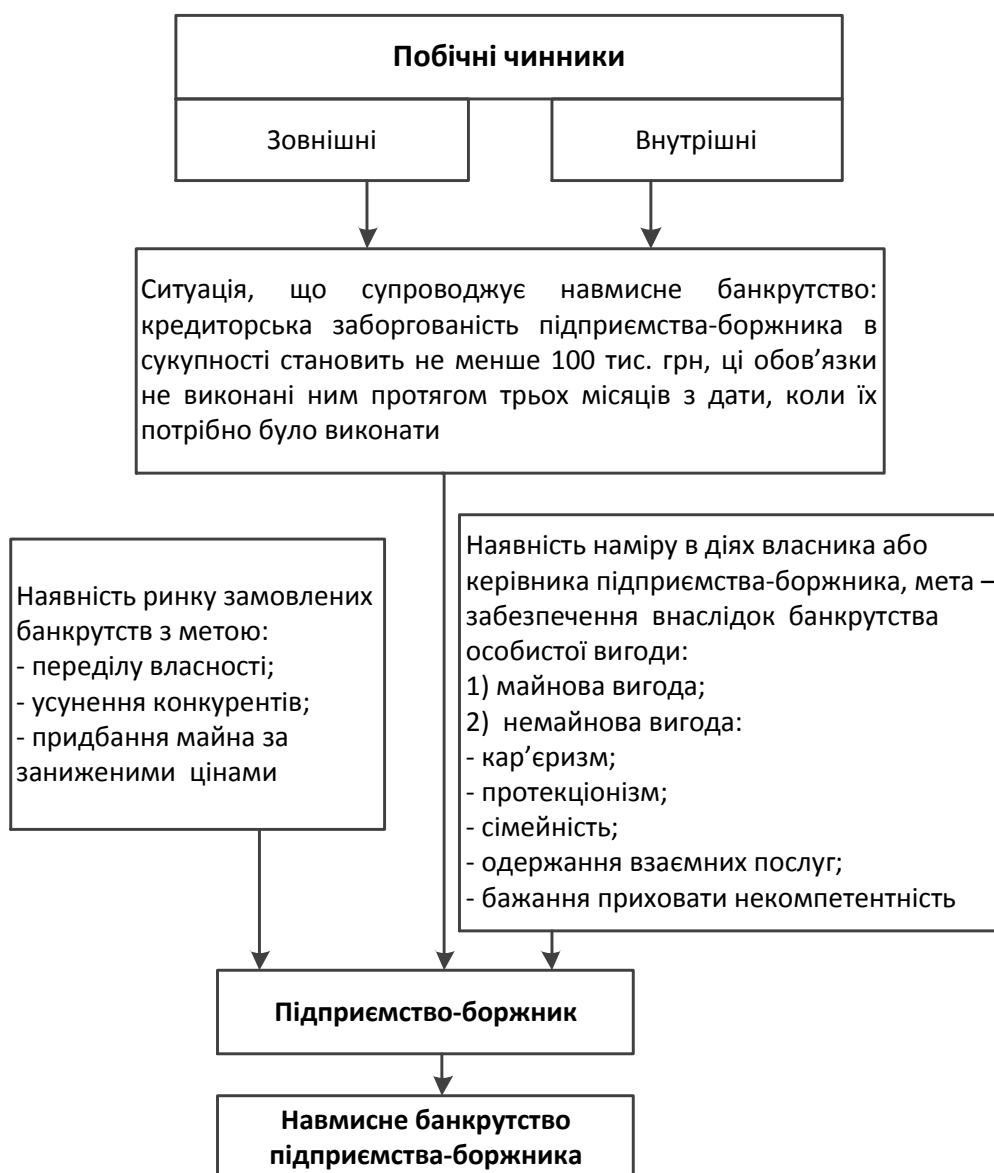 Побічні чинники
Зовнішні
Внутрішні
Ситуація, що супроводжує навмисне банкрутство:
кредиторська заборгованість підприємства-боржника в
сукупності становить не менше 100 тис. грн, ці обов’язки
не виконані ним протягом трьох місяців з дати, коли їх
потрібно було виконати
Наявність ринку замовлених
банкрутств з метою:
- переділу власності;
- усунення конкурентів;
- придбання майна за
заниженими цінами
Наявність наміру в діях власника або
керівника підприємства-боржника, мета –
забезпечення внаслідок банкрутства
особистої вигоди:
1) майнова вигода;
2) немайнова вигода:
- кар’єризм;
- протекціонізм;
- сімейність;
- одержання взаємних послуг;
- бажання приховати некомпетентність
Підприємство-боржник
Навмисне банкрутство
підприємства-боржника